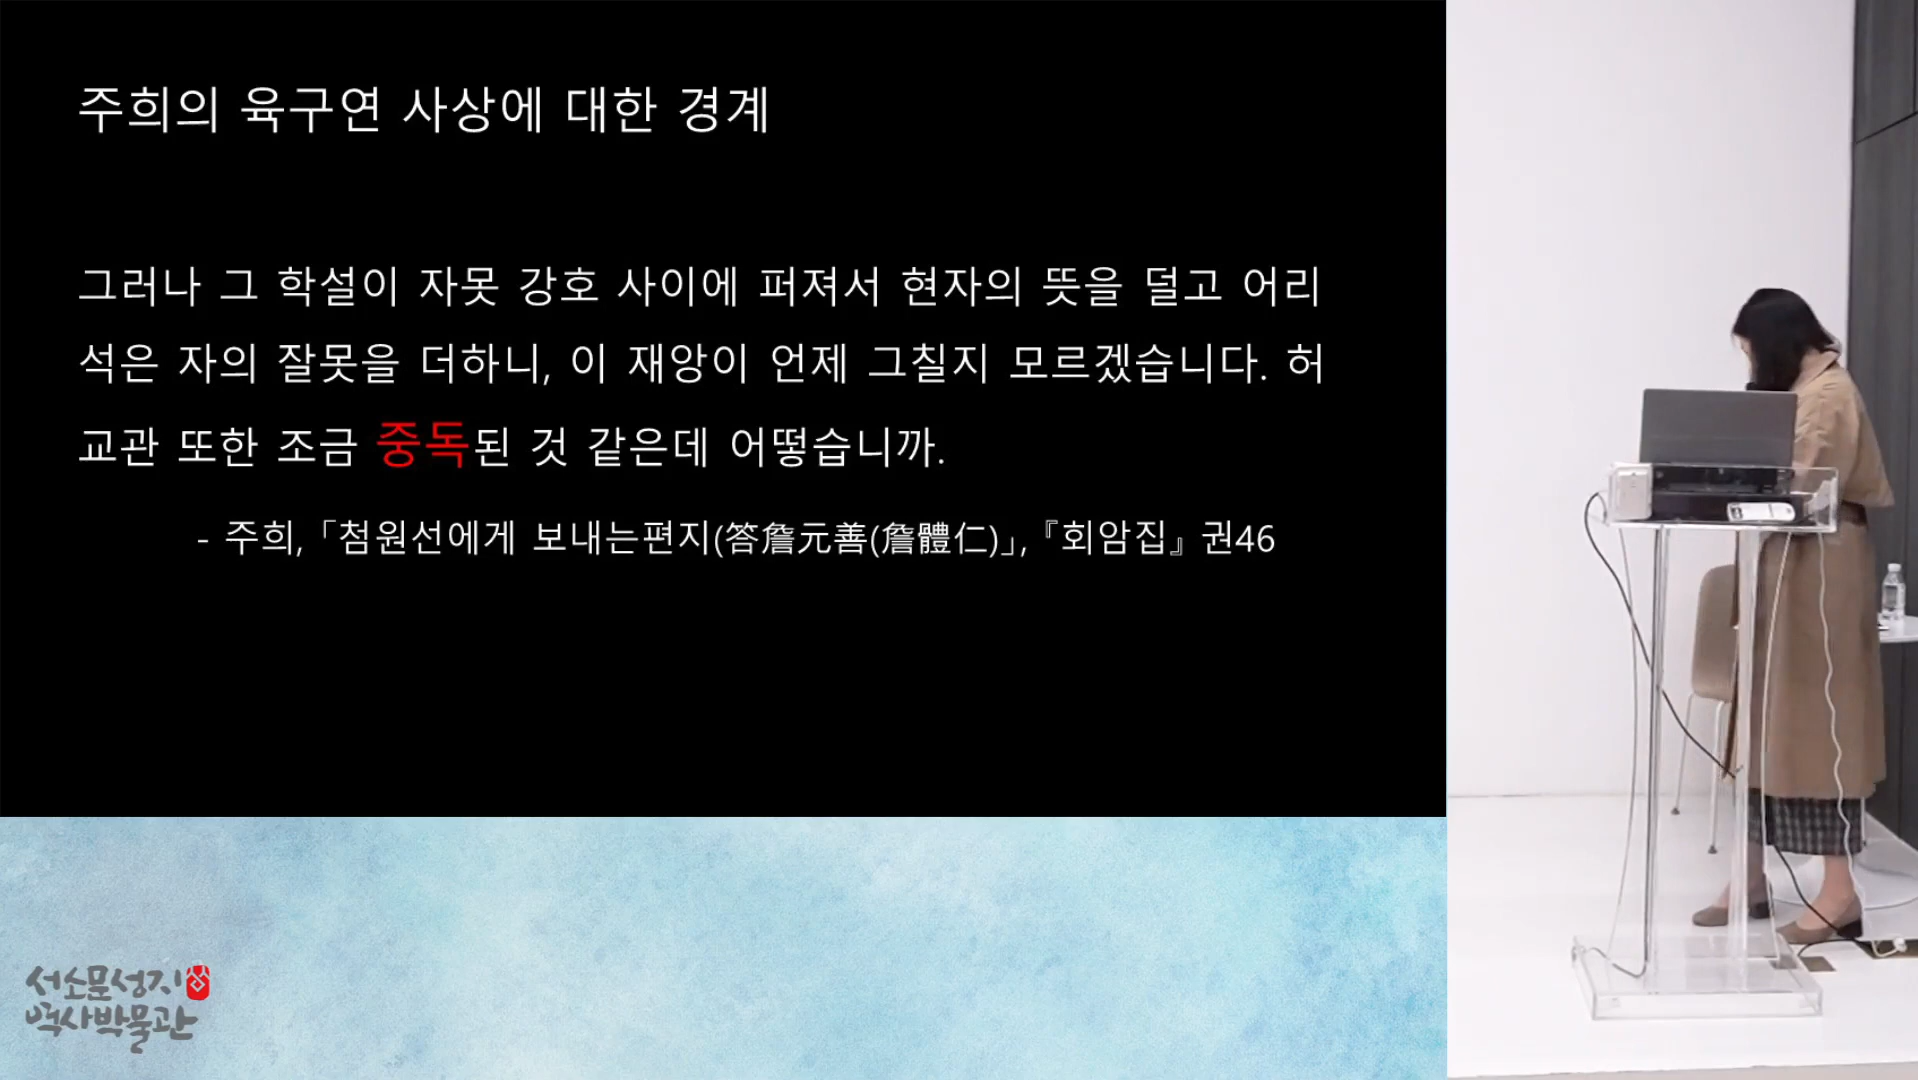 주희의 육구연 사상에 대한 경계
그러나 그 학설이 자못 강호 사이에 퍼져서 현자의 뜻을 덜고 어리
석은 자의 잘못을 더하니, 이 재앙이 언제 그칠지 모르겠습니다. 허
교관 또한 조금 중독된 것 같은데 어떻습니까.
- 주희, 「첨원선에게 보내는편지(答詹元善(詹體仁)」, 『회암집』 권46
서소문성지
역사박물관